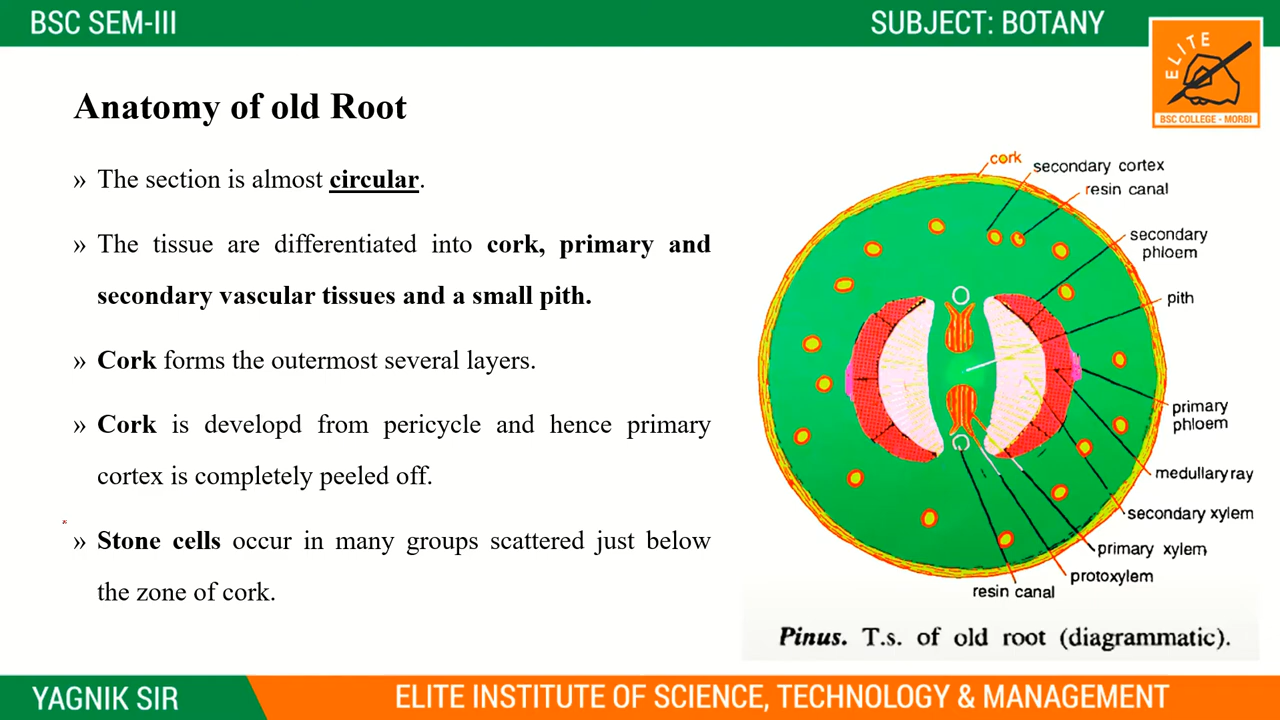 BSC SEM-III
SUBJECT: BOTANY
ELITE
BSC COLLEGE - MORBI
Anatomy of old Root
» The section is almost circular.
» The tissue are differentiated into cork, primary and
secondary vascular tissues and a small pith.
» Cork forms the outermost several layers.
» Cork is developd from pericycle and hence primary
cortex is completely peeled off.
» Stone cells occur in many groups scattered just below
the zone of cork.
cork
secondary cortex
resin canal
secondary
phloem
pith
primary
phloem
medullary ray
secondary xylem
primary xylem
protoxylem
resin canal
Pinus. T.s. of old root (diagrammatic).
YAGNIK SIR
ELITE INSTITUTE OF SCIENCE, TECHNOLOGY & MANAGEMENT